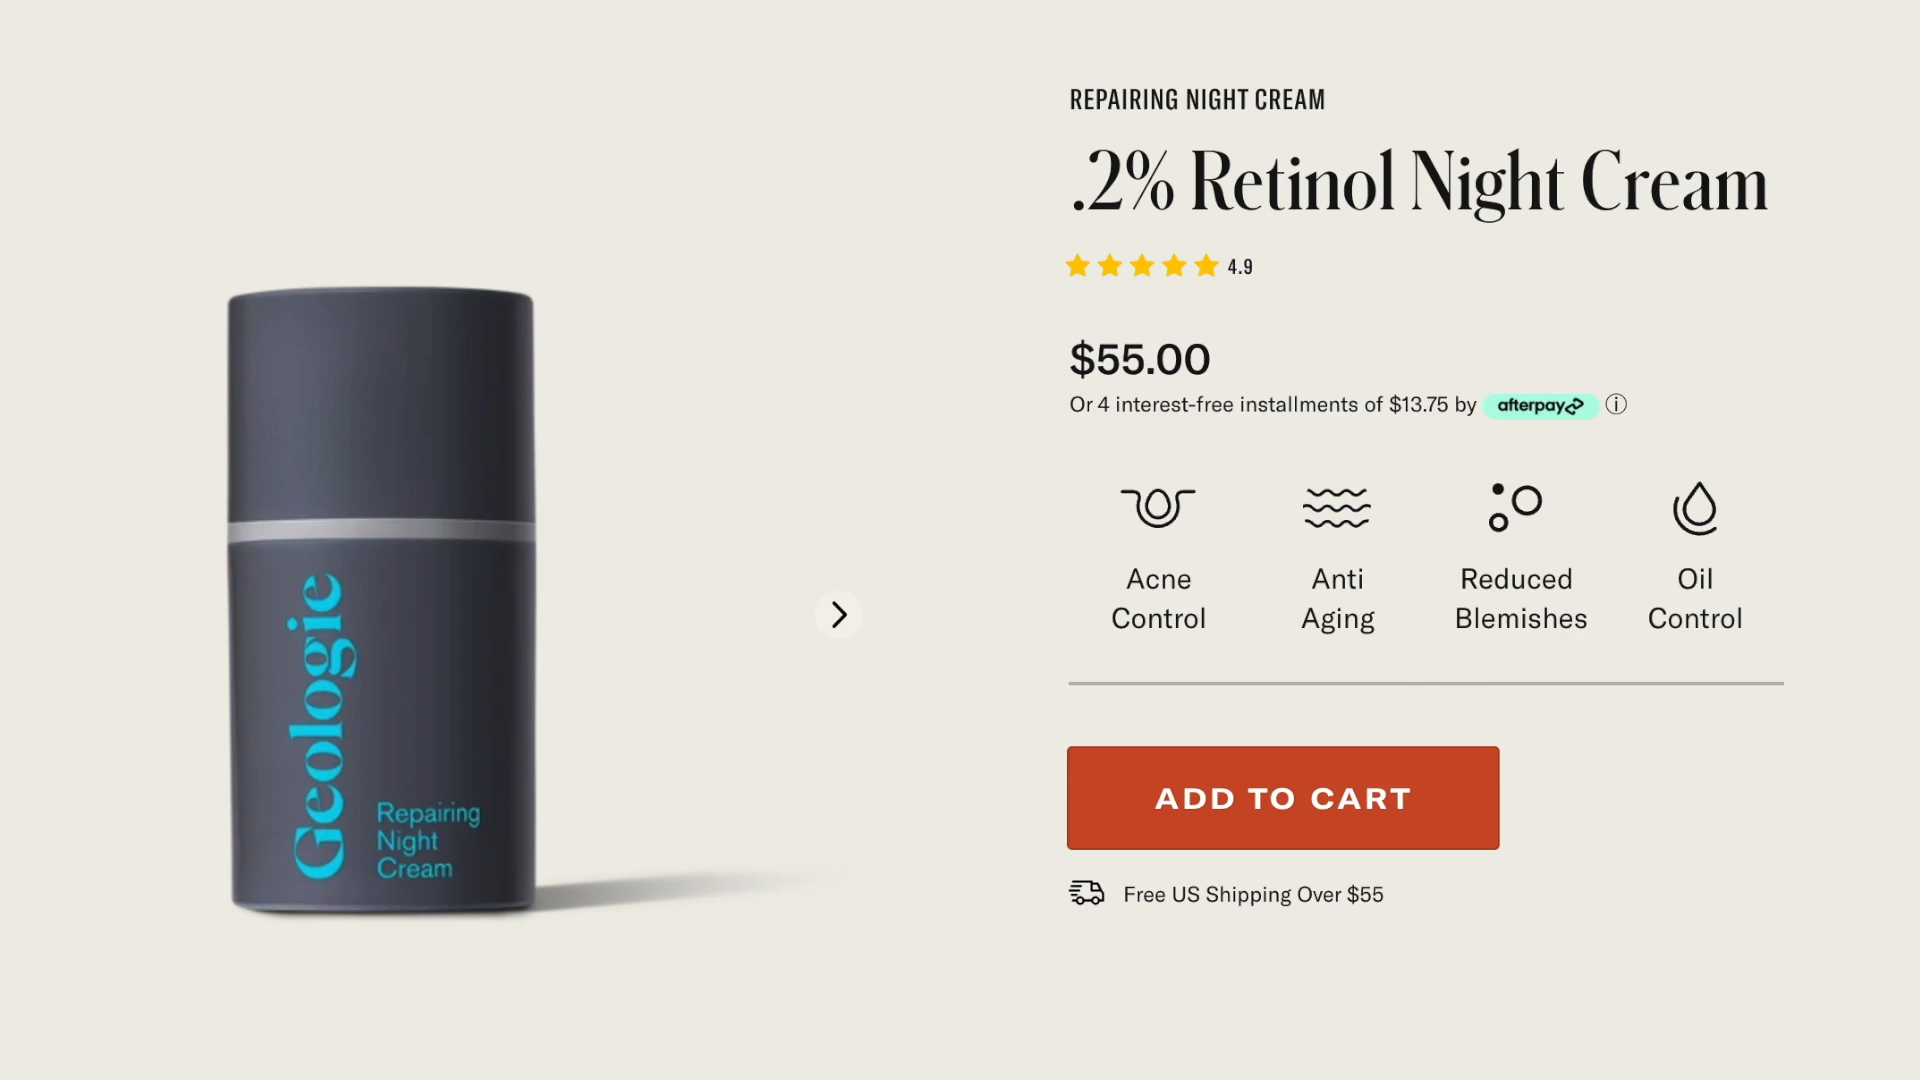 REPAIRING NIGHT CREAM
.2% Retinol Night Cream
4.9
$55.00
Or 4 interest-free installments of $13.75 by afterpay
Acne
Control
Anti
Aging
Reduced
Blemishes
Oil
Control
ADD TO CART
Free US Shipping Over $55
Geologie
Repairing
Night
Cream